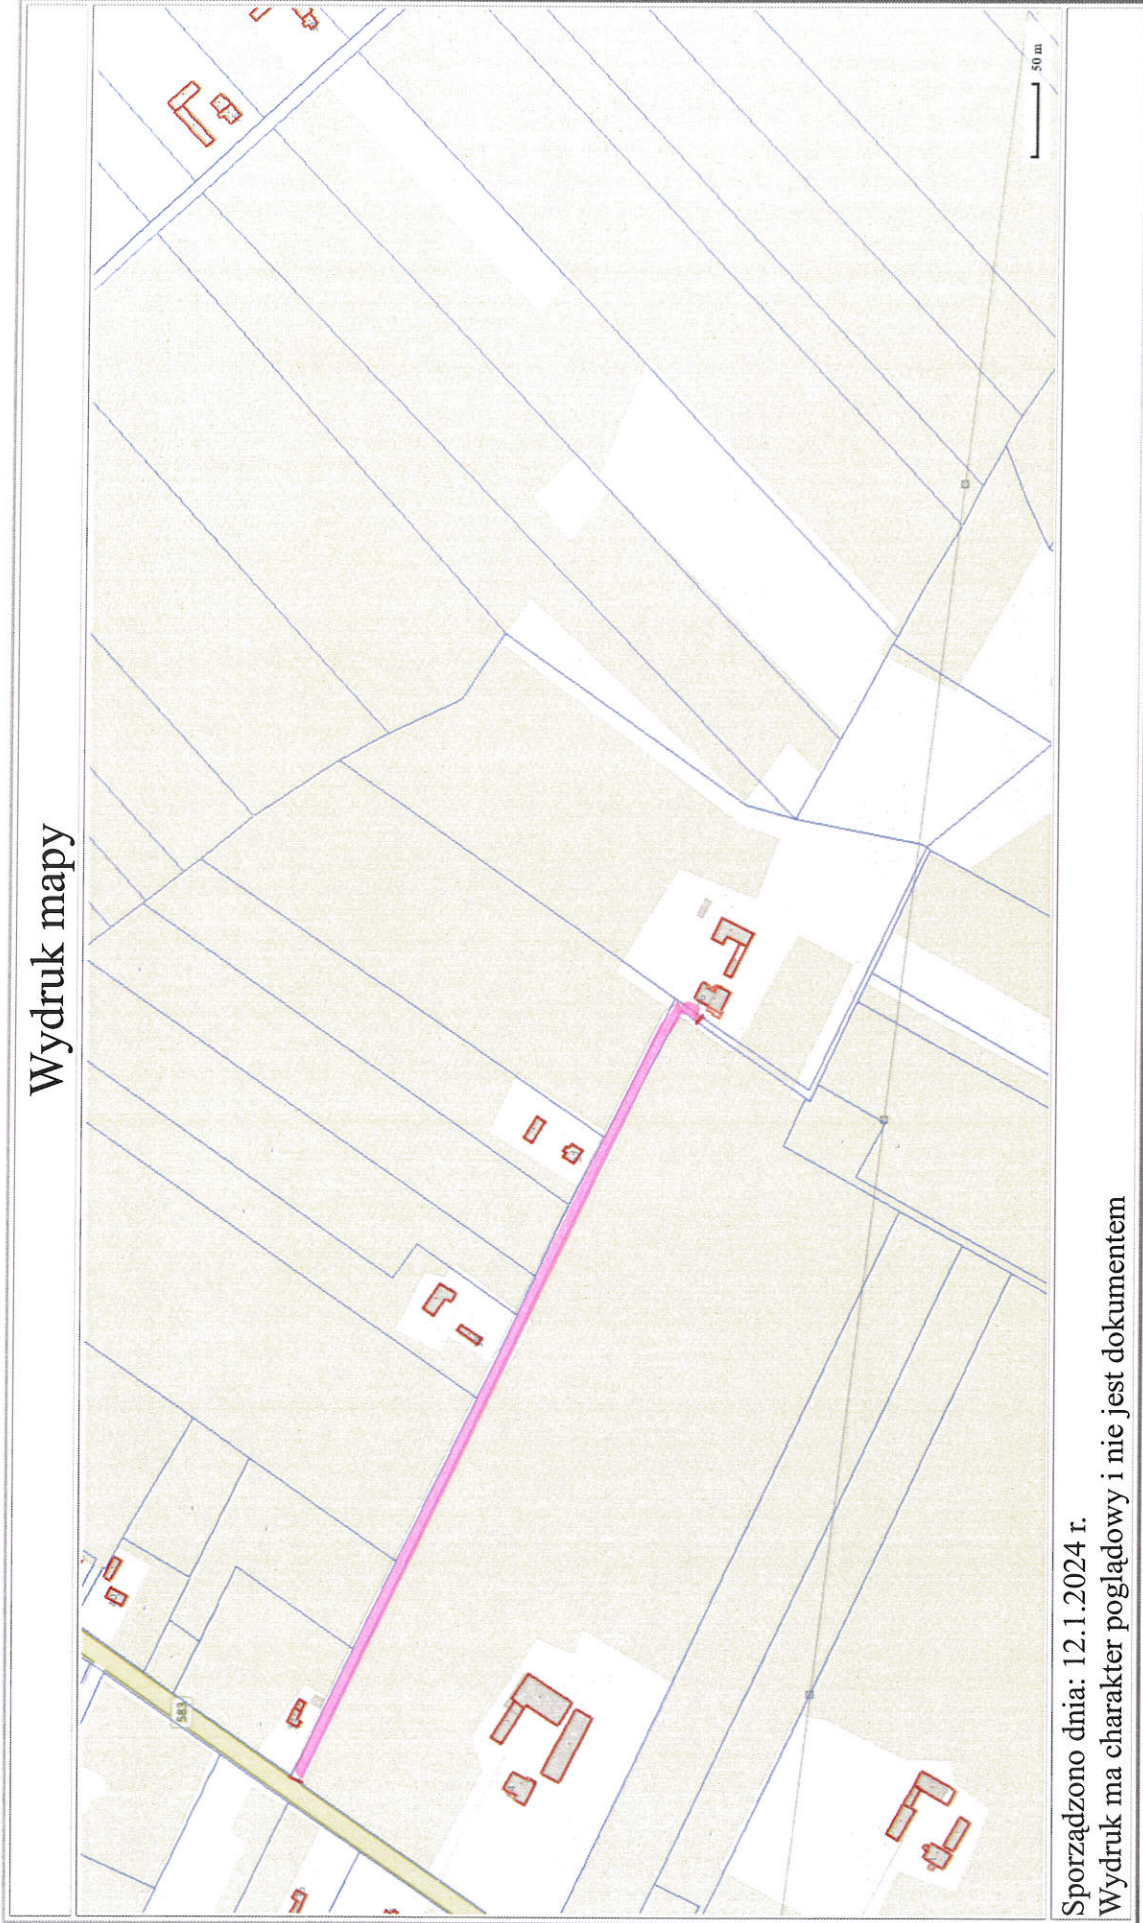 Wydruk mapy
583
50 m
Sporządzono dnia: 12.1.2024 r.
Wydruk ma charakter poglądowy i nie jest dokumentem